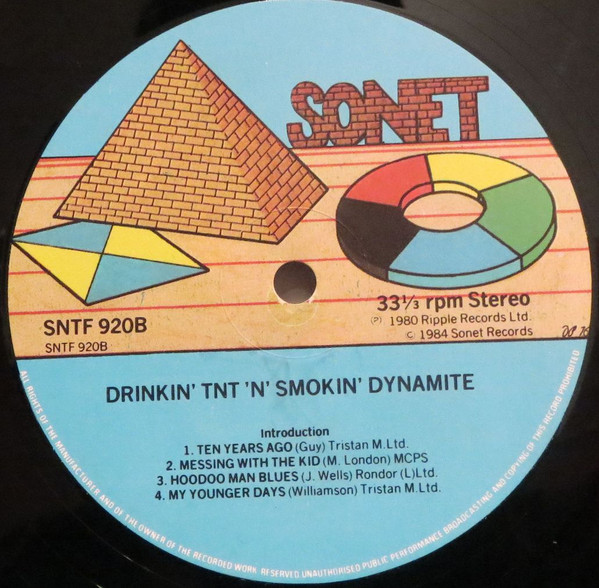 SONET
33⅓ rpm Stereo
SNTF 920B
(P) 1980 Ripple Records Ltd.
SNTF 920B
© 1984 Sonet Records
DRINKIN' TNT 'N' SMOKIN' DYNAMITE
Introduction
1. TEN YEARS AGO (Guy) Tristan M.Ltd.
2. MESSING WITH THE KID (M. London) MCPS
3. HOODOO MAN BLUES (J. Wells) Rondor (L)Ltd.
4. MY YOUNGER DAYS (Williamson) Tristan M.Ltd.
ALL RIGHTS OF THE MANUFACTURER AND OF THE OWNER OF THE RECORDED WORK RESERVED UNAUTHORISED PUBLIC PERFORMANCE BROADCASTING AND COPYING OF THIS RECORD PROHIBITED